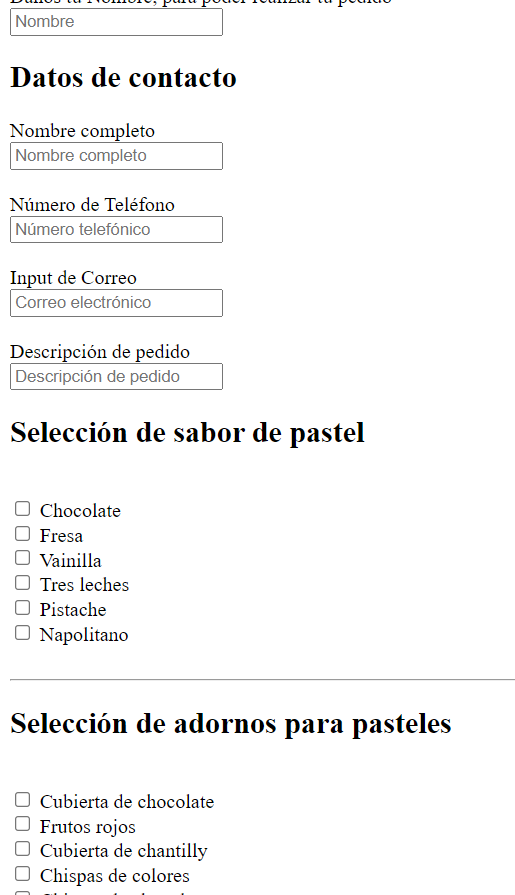 Danos tu Nombre, para poder realizar tu pedido
Nombre
Datos de contacto
Nombre completo
Nombre completo
Número de Teléfono
Número telefónico
Input de Correo
Correo electrónico
Descripción de pedido
Descripción de pedido
Selección de sabor de pastel
Chocolate
Fresa
Vainilla
Tres leches
Pistache
Napolitano
Selección de adornos para pasteles
Cubierta de chocolate
Frutos rojos
Cubierta de chantilly
Chispas de colores